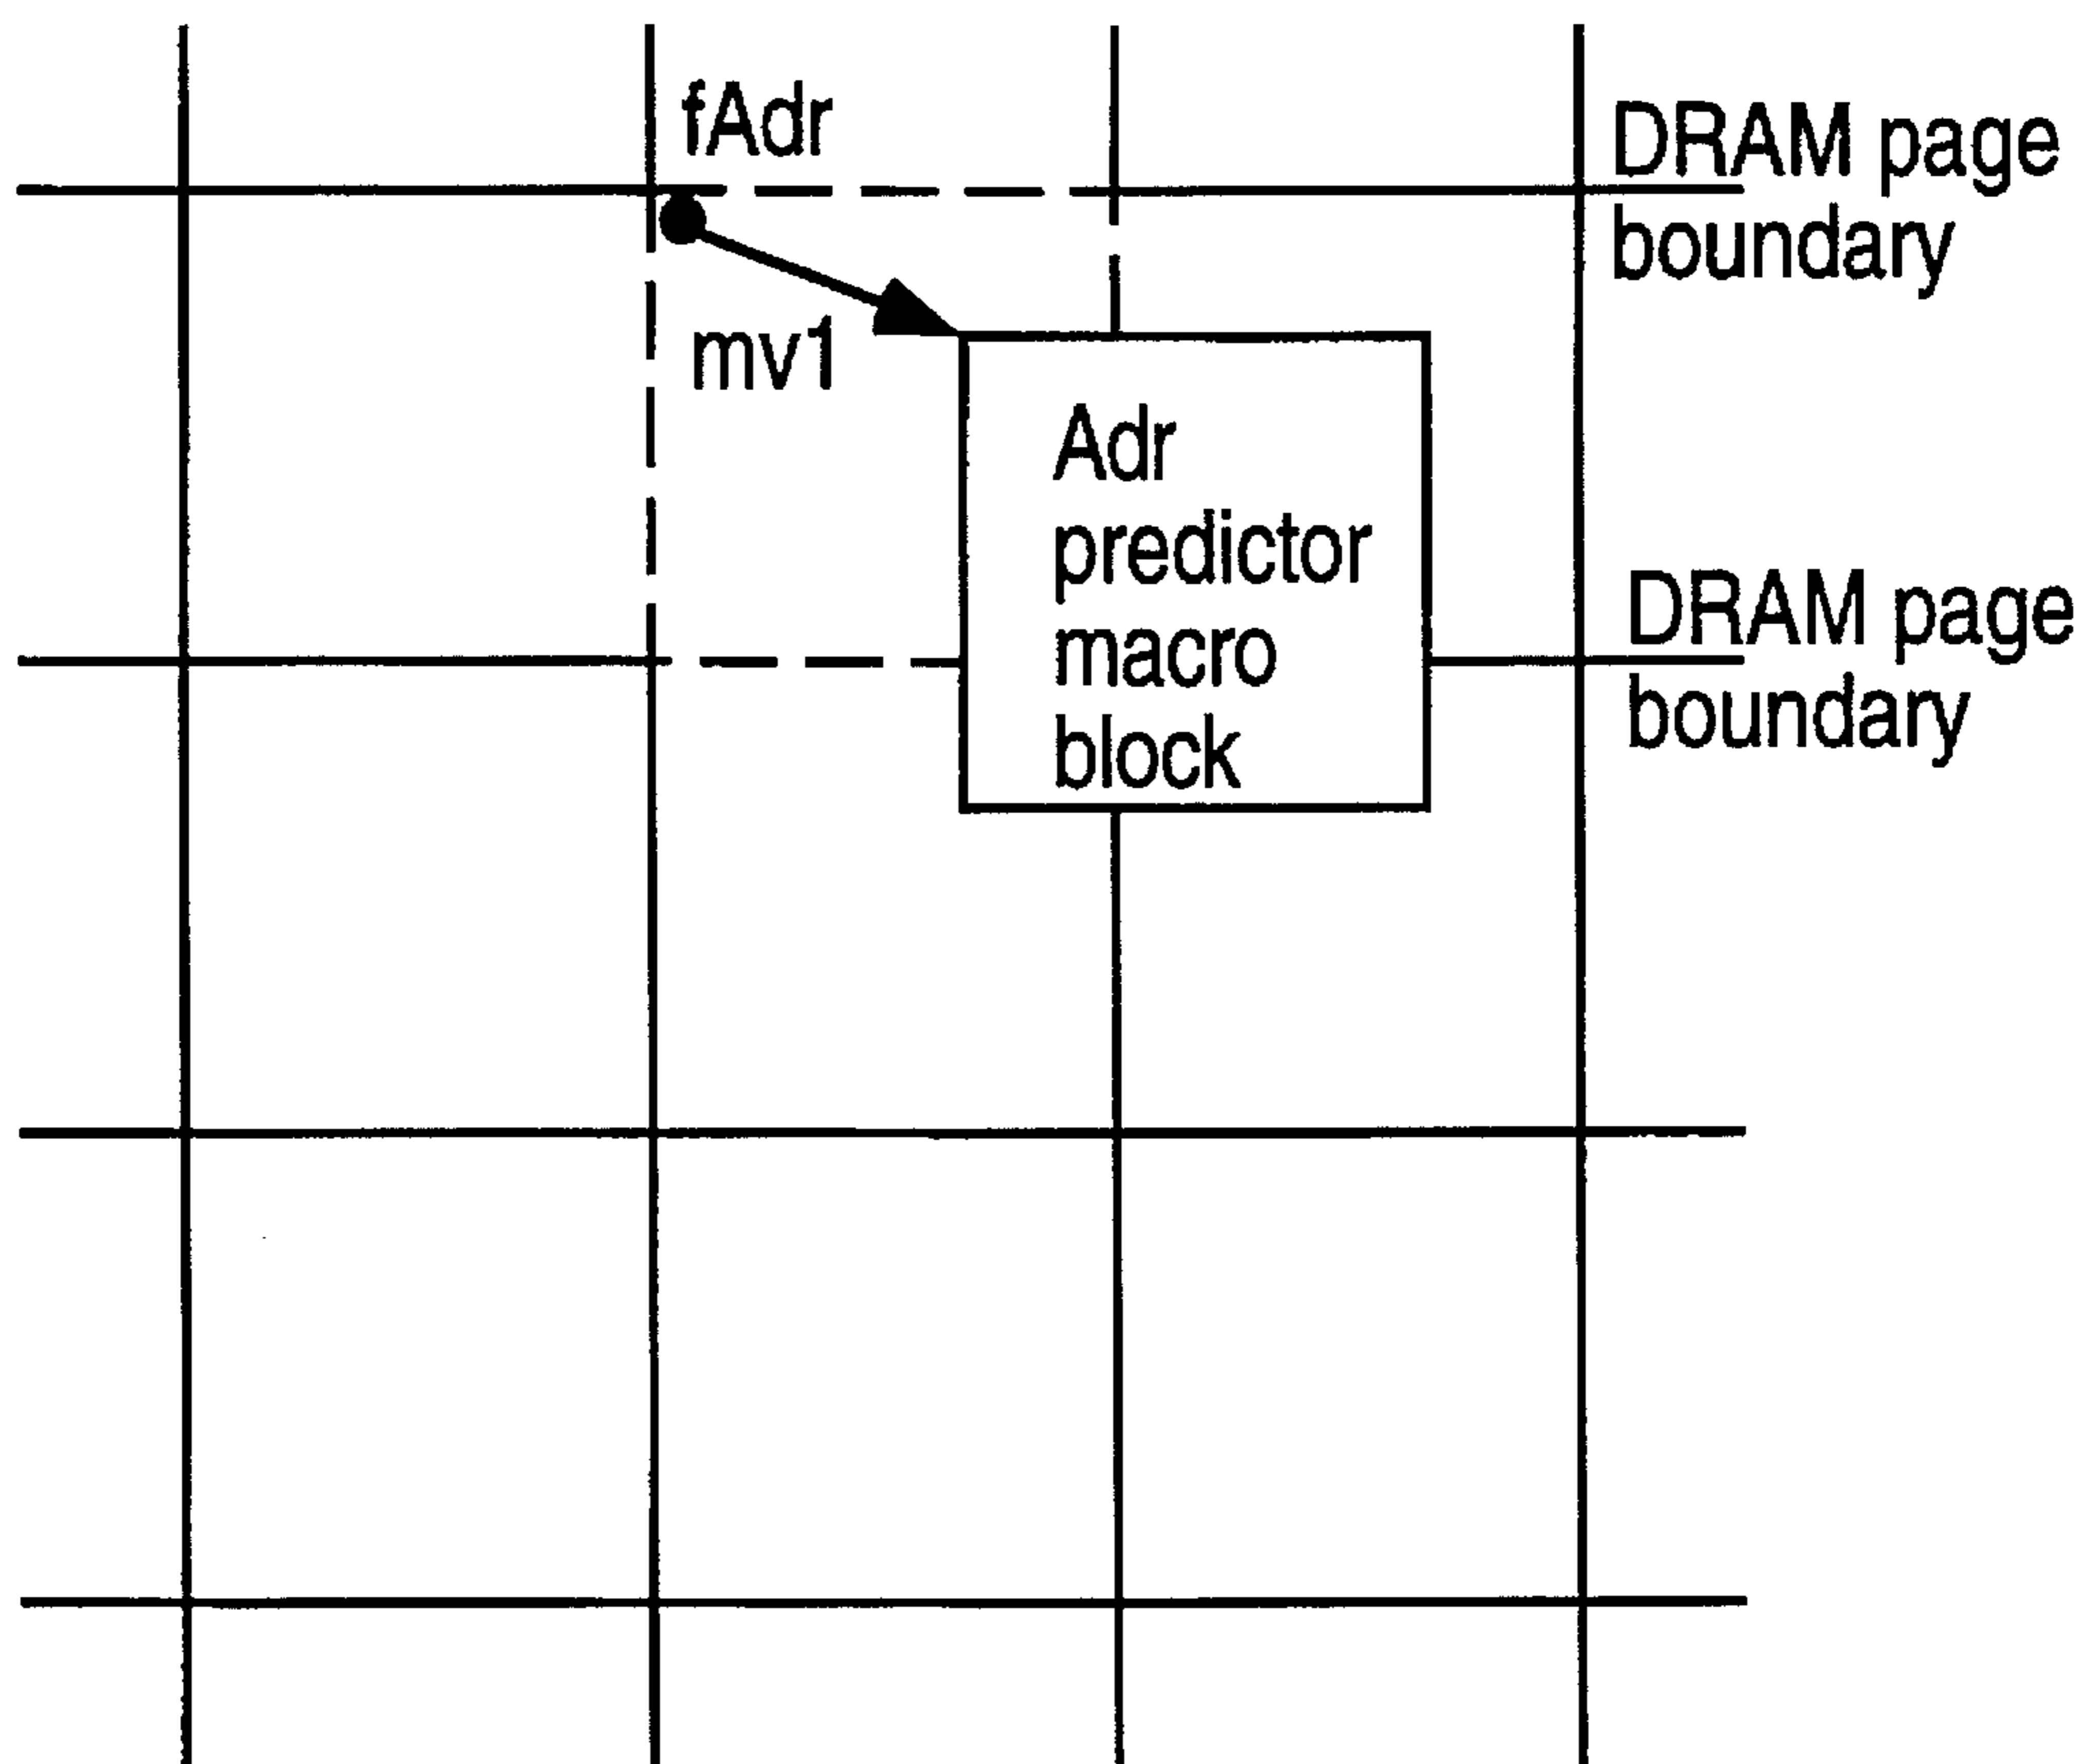 fAdr
DRAM page
boundary
mv1
Adr
predictor
macro
block
DRAM page
boundary